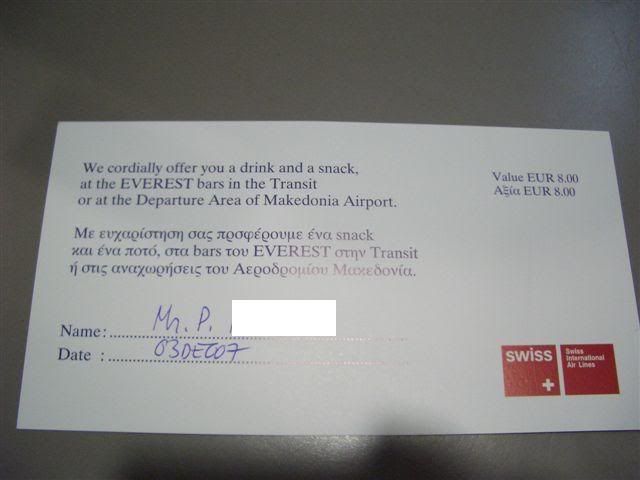 We cordially offer you a drink and a snack,
at the EVEREST bars in the Transit
or at the Departure Area of Makedonia Airport.
Value EUR 8.00
Αξία EUR 8.00
Με ευχαρίστηση σας προσφέρουμε ένα snack
και ένα ποτό, στα bars του EVEREST στην Transit
ή στις αναχωρήσεις του Αεροδρομίου Μακεδονία.
Name: Mr. P.
Date : 03DEC07
swiss
Swiss
International
Air Lines